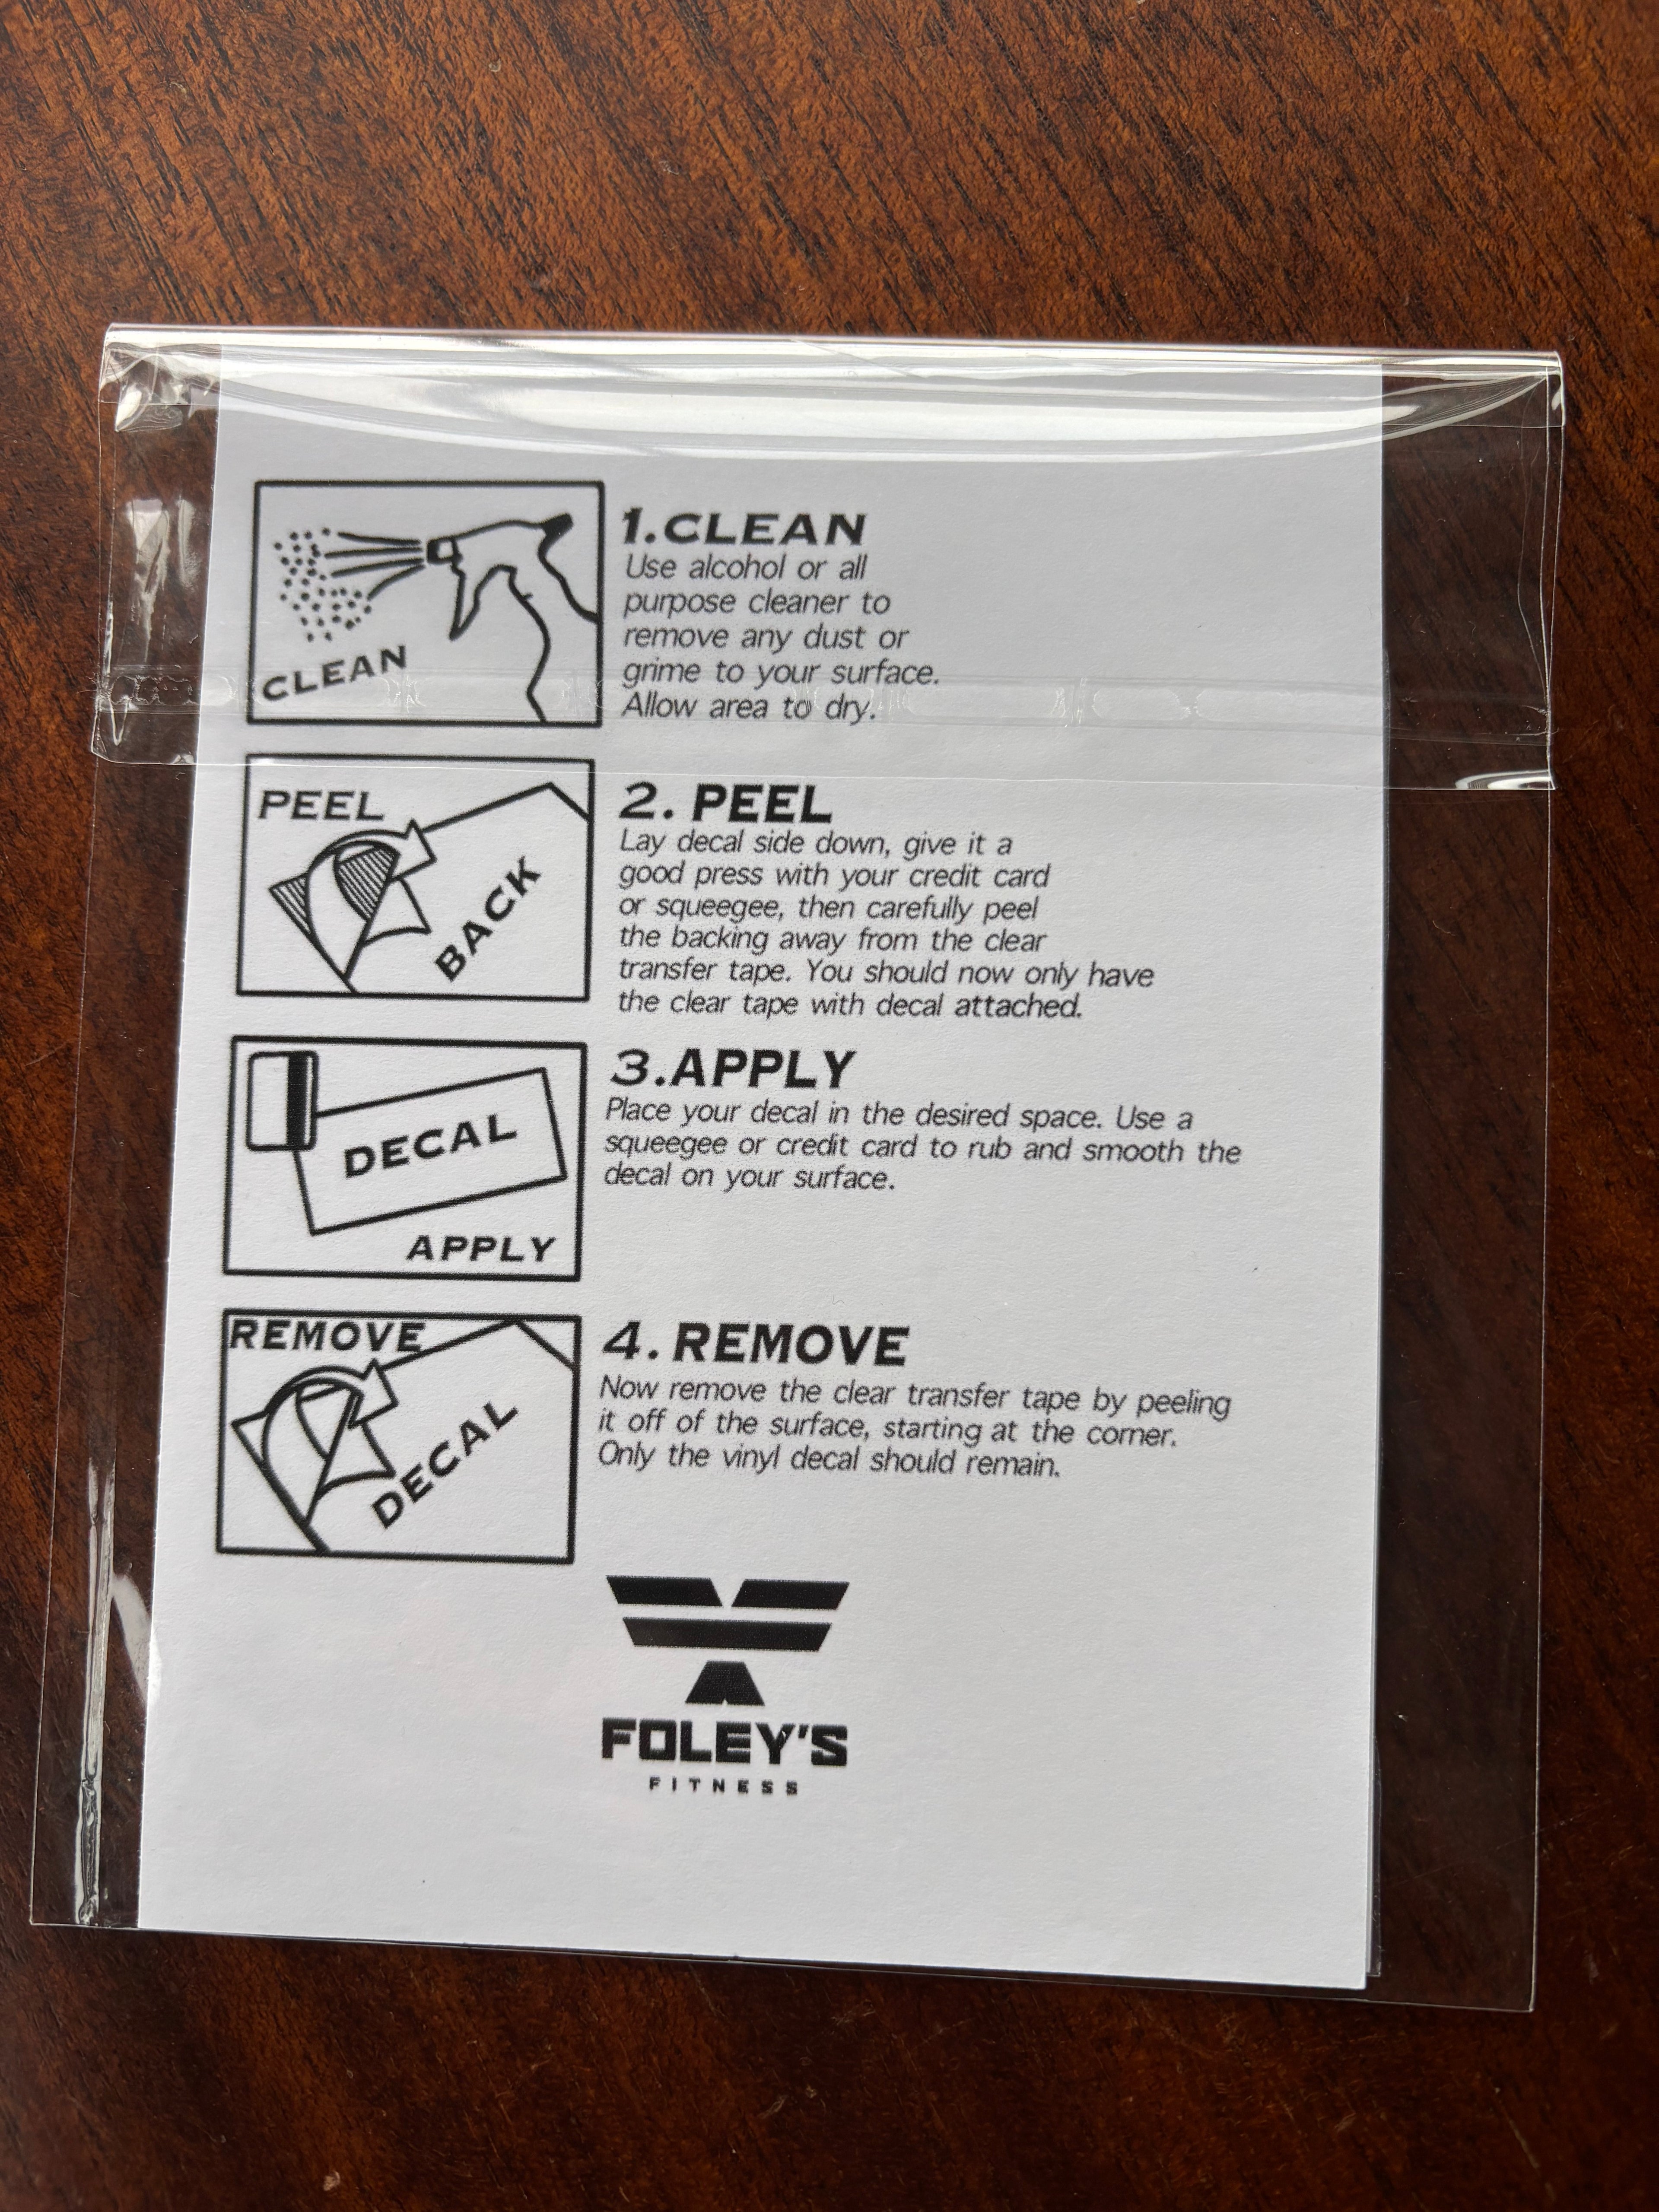 CLEAN
1.CLEAN
Use alcohol or all
purpose cleaner to
remove any dust or
grime to your surface.
Allow area to dry.
PEEL
BACK
2. PEEL
Lay decal side down, give it a
good press with your credit card
or squeegee, then carefully peel
the backing away from the clear
transfer tape. You should now only have
the clear tape with decal attached.
DECAL
APPLY
3.APPLY
Place your decal in the desired space. Use a
squeegee or credit card to rub and smooth the
decal on your surface.
REMOVE
DECAL
4. REMOVE
Now remove the clear transfer tape by peeling
it off of the surface, starting at the corner.
Only the vinyl decal should remain.
FOLEY'S
FITNESS